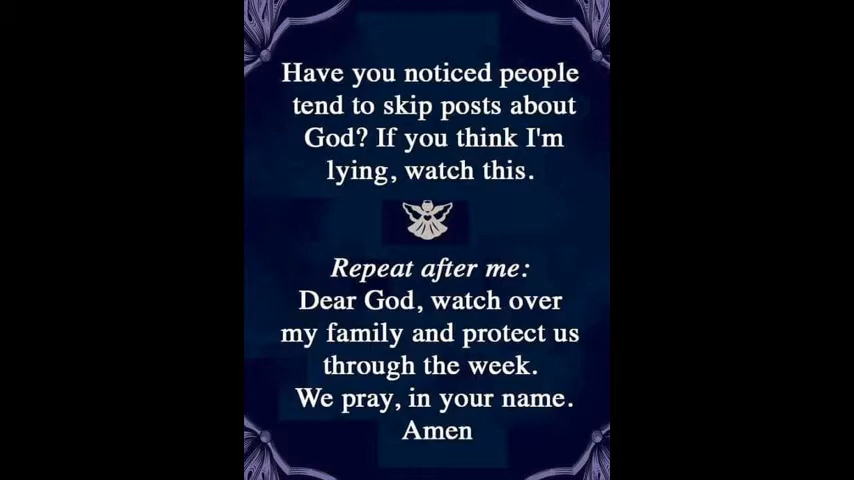 Have you noticed people
tend to skip posts about
God? If you think I'm
lying, watch this.
Repeat after me:
Dear God, watch over
my family and protect us
through the week.
We pray, in your name.
Amen